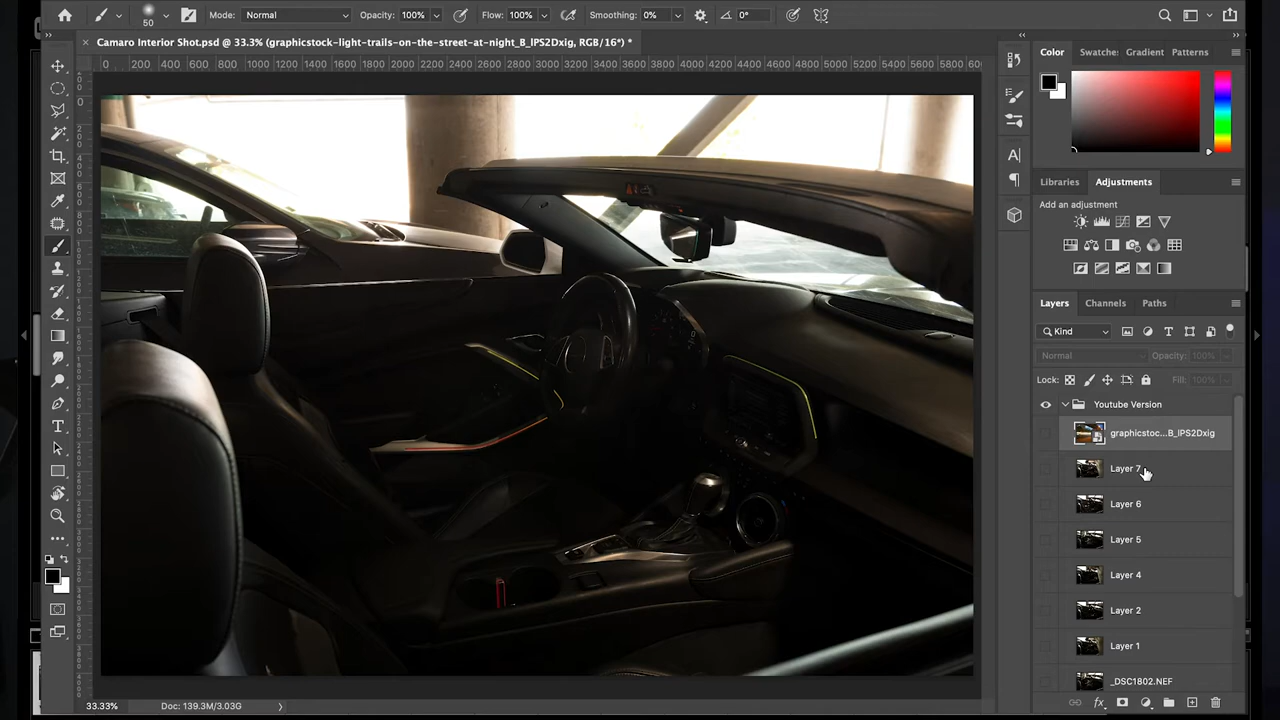 50 Mode: Normal Opacity: 100% Flow: 100% Smoothing: 0% 0°
Camaro Interior Shot.psd @ 33.3% (graphicstock-light-trails-on-the-street-at-night_B_lPS2Dxig, RGB/16*) *
0 200 400 600 800 1000 1200 1400 1600 1800 2000 2200 2400 2600 2800 3000 3200 3400 3600 3800 4000 4200 4400 4600 4800 5000 5200 5400 5600 5800
Color Swatche: Gradient Patterns
Libraries Adjustments
Add an adjustment
Layers Channels Paths
Kind
Normal Opacity: 100%
Lock: Fill: 100%
Youtube Version
graphicstoc...B_lPS2Dxig
Layer 7
Layer 6
Layer 5
Layer 4
Layer 2
Layer 1
_DSC1802.NEF
33.33% Doc: 139.3M/3.03G